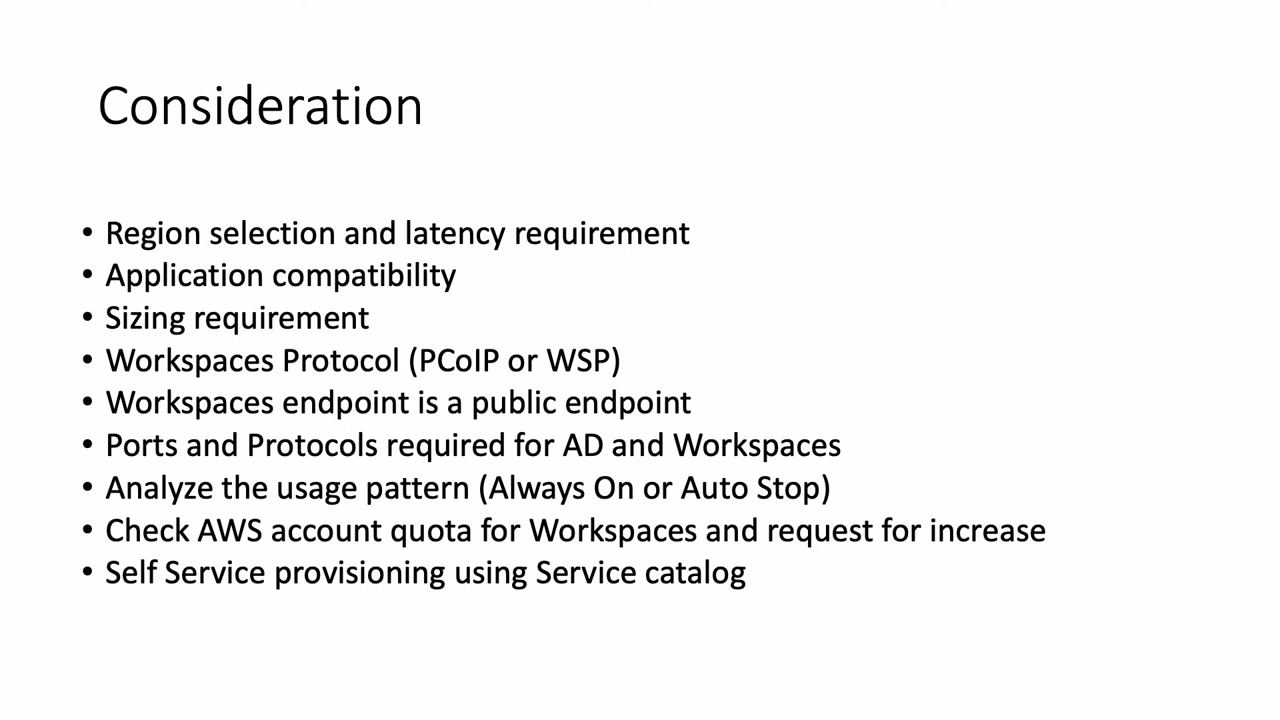 Consideration
• Region selection and latency requirement
• Application compatibility
• Sizing requirement
• Workspaces Protocol (PCoIP or WSP)
• Workspaces endpoint is a public endpoint
• Ports and Protocols required for AD and Workspaces
• Analyze the usage pattern (Always On or Auto Stop)
• Check AWS account quota for Workspaces and request for increase
• Self Service provisioning using Service catalog